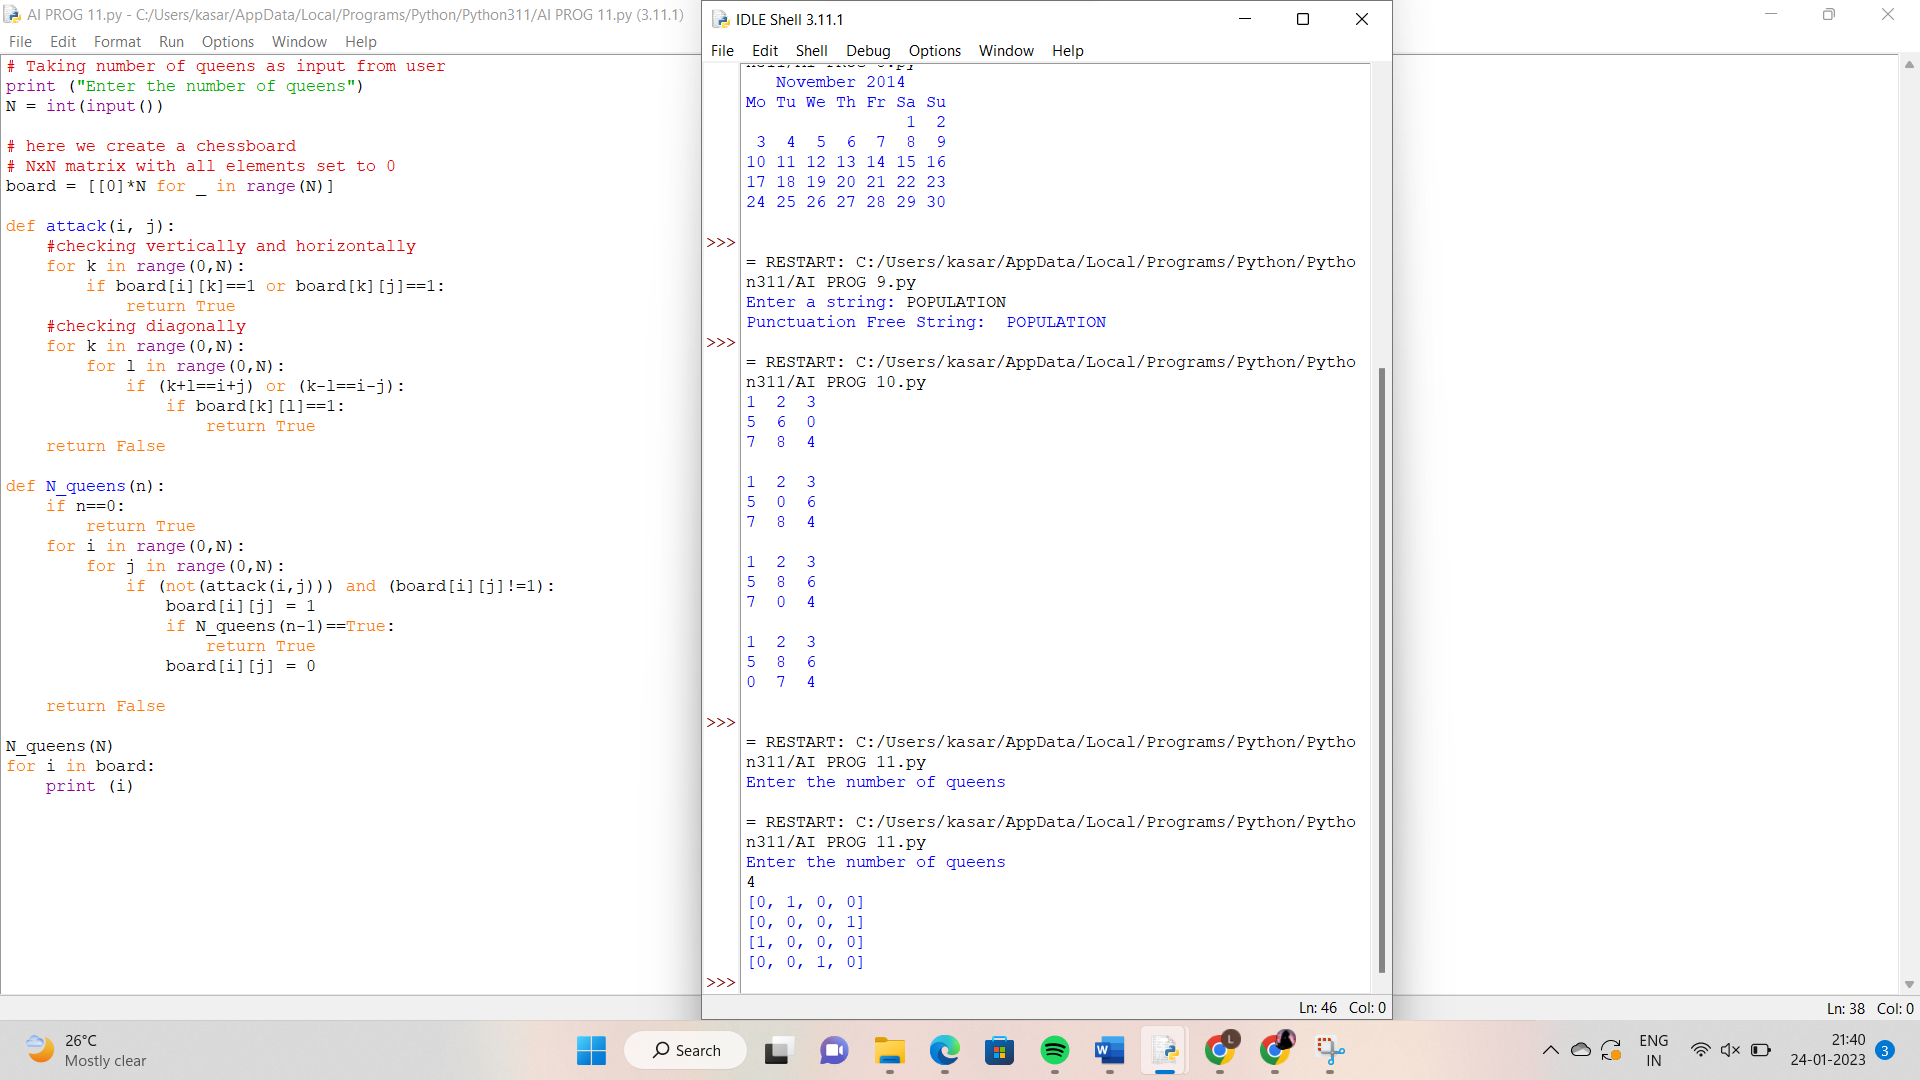 AI PROG 11.py - C:/Users/kasar/AppData/Local/Programs/Python/Python311/AI PROG 11.py (3.11.1)
File Edit Format Run Options Window Help
# Taking number of queens as input from user
print ("Enter the number of queens")
N = int(input())
# here we create a chessboard
# NxN matrix with all elements set to 0
board = [[0]*N for _ in range(N)]
def attack(i, j):
    #checking vertically and horizontally
    for k in range(0,N):
        if board[i][k]==1 or board[k][j]==1:
            return True
    #checking diagonally
    for k in range(0,N):
        for l in range(0,N):
            if (k+l==i+j) or (k-l==i-j):
                if board[k][l]==1:
                    return True
    return False
def N_queens(n):
    if n==0:
        return True
    for i in range(0,N):
        for j in range(0,N):
            if (not(attack(i,j))) and (board[i][j]!=1):
                board[i][j] = 1
                if N_queens(n-1)==True:
                    return True
                board[i][j] = 0
    return False
N_queens(N)
for i in board:
    print (i)
IDLE Shell 3.11.1
File Edit Shell Debug Options Window Help
n311/AI PROG 8.py
   November 2014
Mo Tu We Th Fr Sa Su
                1  2
 3  4  5  6  7  8  9
10 11 12 13 14 15 16
17 18 19 20 21 22 23
24 25 26 27 28 29 30
>>>
= RESTART: C:/Users/kasar/AppData/Local/Programs/Python/Pytho
n311/AI PROG 9.py
Enter a string: POPULATION
Punctuation Free String:  POPULATION
>>>
= RESTART: C:/Users/kasar/AppData/Local/Programs/Python/Pytho
n311/AI PROG 10.py
1  2  3
5  6  0
7  8  4
1  2  3
5  0  6
7  8  4
1  2  3
5  8  6
7  0  4
1  2  3
5  8  6
0  7  4
>>>
= RESTART: C:/Users/kasar/AppData/Local/Programs/Python/Pytho
n311/AI PROG 11.py
Enter the number of queens
= RESTART: C:/Users/kasar/AppData/Local/Programs/Python/Pytho
n311/AI PROG 11.py
Enter the number of queens
4
[0, 1, 0, 0]
[0, 0, 0, 1]
[1, 0, 0, 0]
[0, 0, 1, 0]
>>>
Ln: 46 Col: 0
Ln: 38 Col: 0
26°C
Mostly clear
Search
L
ENG
IN
21:40
24-01-2023
3